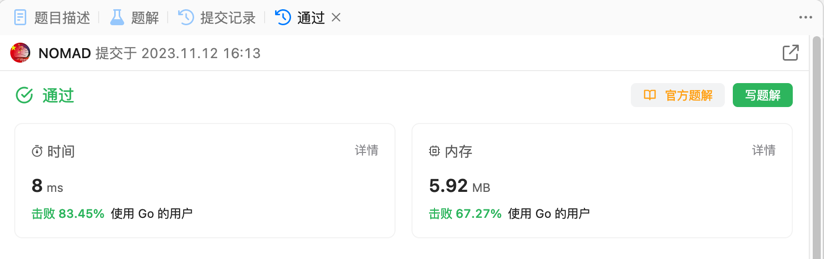 题目描述 题解 提交记录 通过
NOMAD 提交于 2023.11.12 16:13
通过 官方题解 写题解
时间 详情 内存 详情
8 ms 5.92 MB
击败 83.45% 使用 Go 的用户 击败 67.27% 使用 Go 的用户